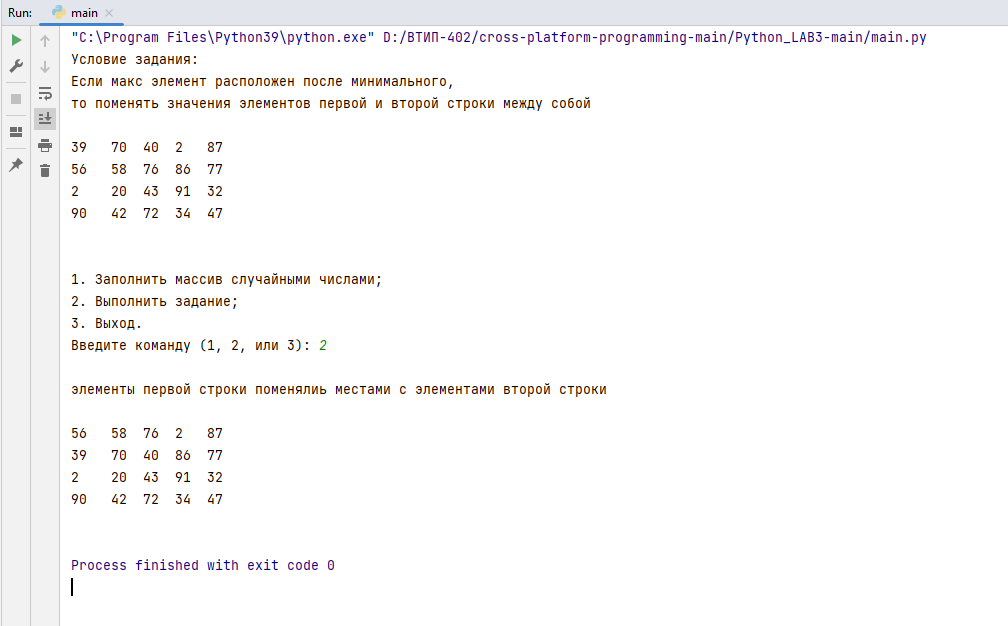 Run: main
"C:\Program Files\Python39\python.exe" D:/ВТИП-402/cross-platform-programming-main/Python_LAB3-main/main.py
Условие задания:
Если макс элемент расположен после минимального,
то поменять значения элементов первой и второй строки между собой
39 70 40 2 87
56 58 76 86 77
2 20 43 91 32
90 42 72 34 47
1. Заполнить массив случайными числами;
2. Выполнить задание;
3. Выход.
Введите команду (1, 2, или 3): 2
элементы первой строки поменялиь местами с элементами второй строки
56 58 76 2 87
39 70 40 86 77
2 20 43 91 32
90 42 72 34 47
Process finished with exit code 0